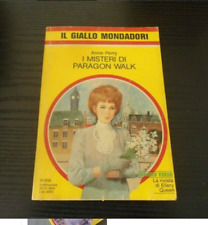 IL GIALLO MONDADORI
Anne Perry
I MISTERI DI
PARAGON WALK
La rivista
di Ellery
Queen